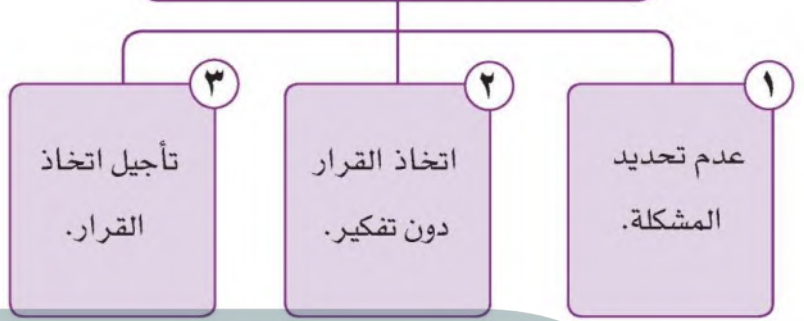 ١
عدم تحديد
المشكلة.
٢
اتخاذ القرار
دون تفكير.
٣
تأجيل اتخاذ
القرار.